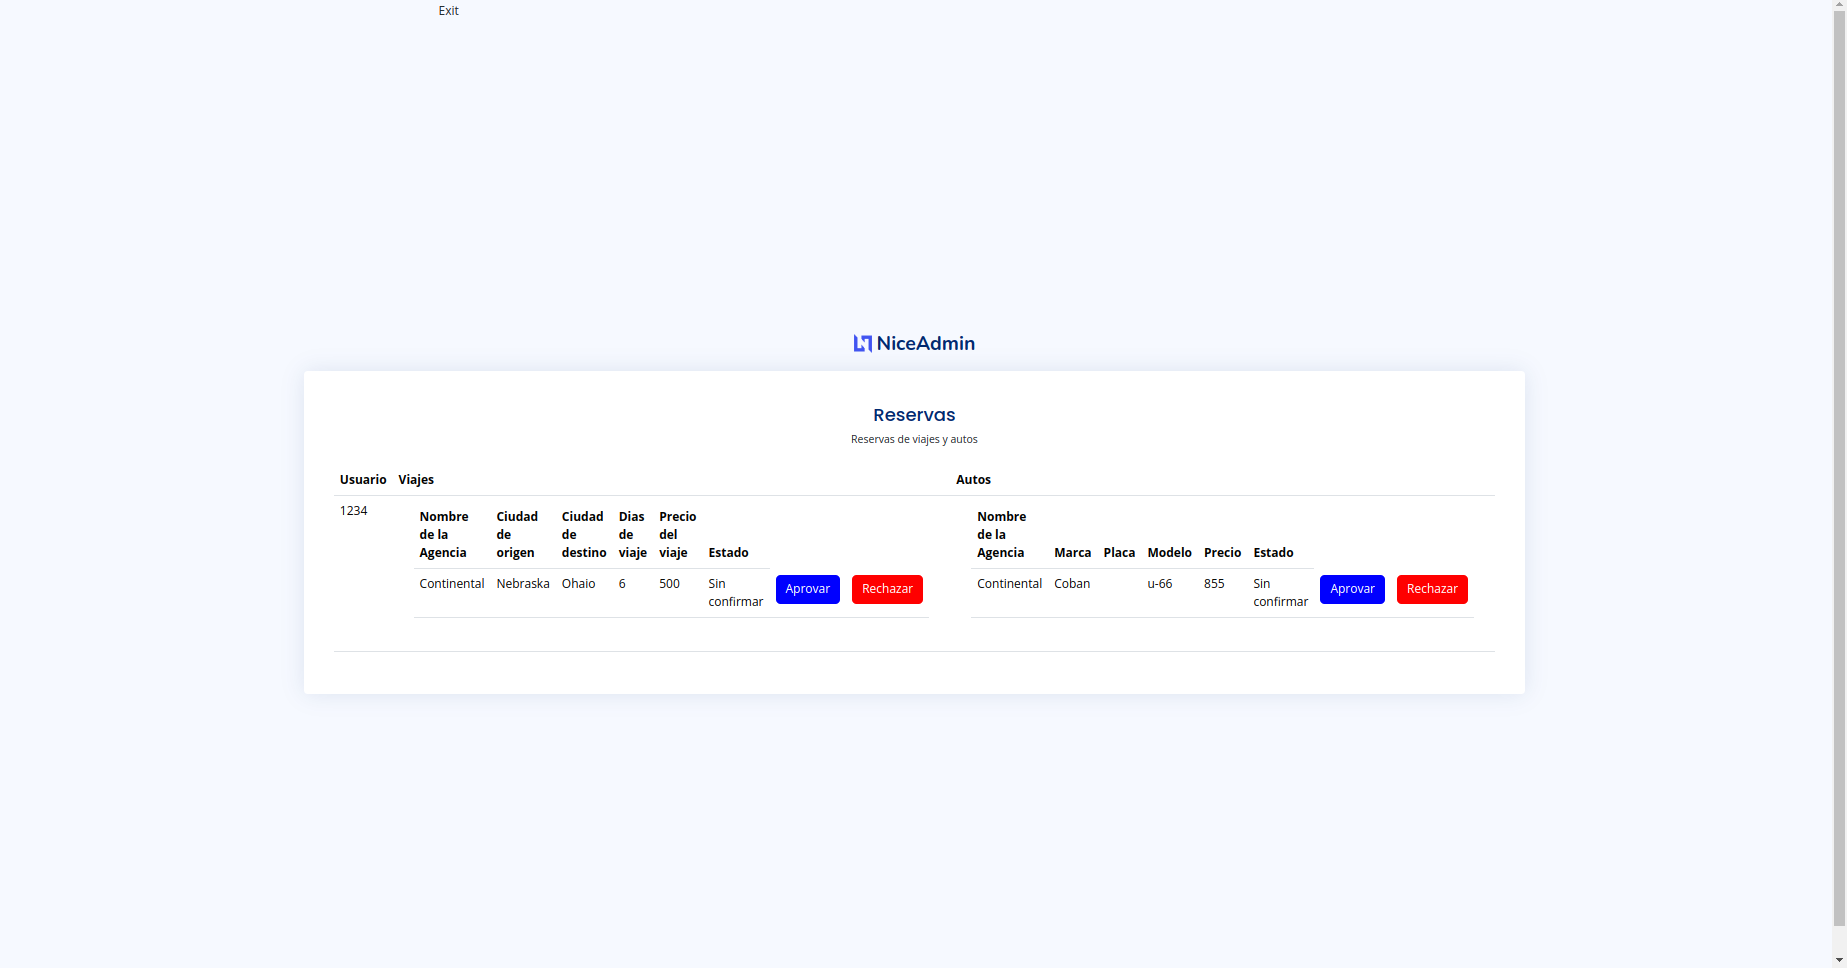 Exit
NiceAdmin
Reservas
Reservas de viajes y autos
Usuario Viajes Autos
1234
Nombre de la Agencia Ciudad de origen Ciudad de destino Dias de viaje Precio del viaje Estado
Continental Nebraska Ohaio 6 500 Sin confirmar Aprovar Rechazar
Nombre de la Agencia Marca Placa Modelo Precio Estado
Continental Coban u-66 855 Sin confirmar Aprovar Rechazar